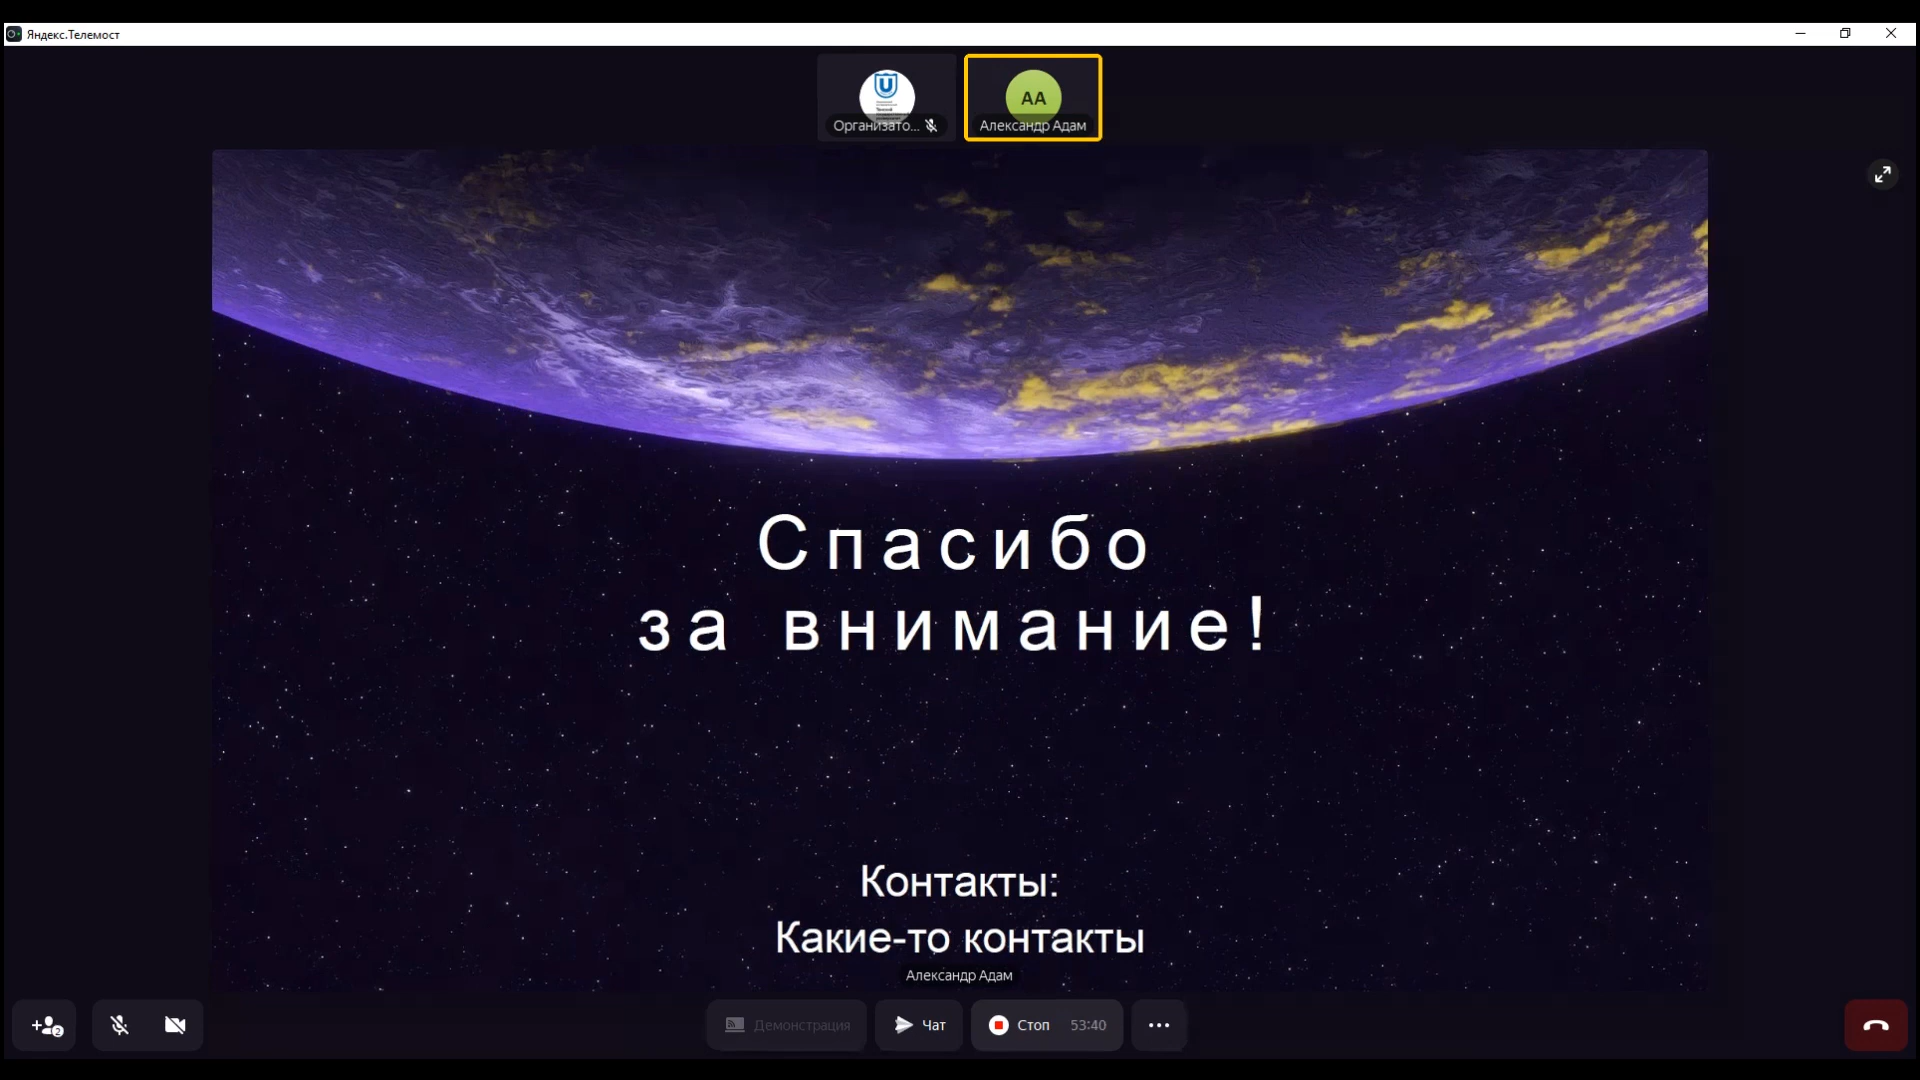 Яндекс.Телемост
Организато...
АА
Александр Адам
Спасибо
за внимание!
Контакты:
Какие-то контакты
Александр Адам
2
Демонстрация
Чат
Стоп 53:40